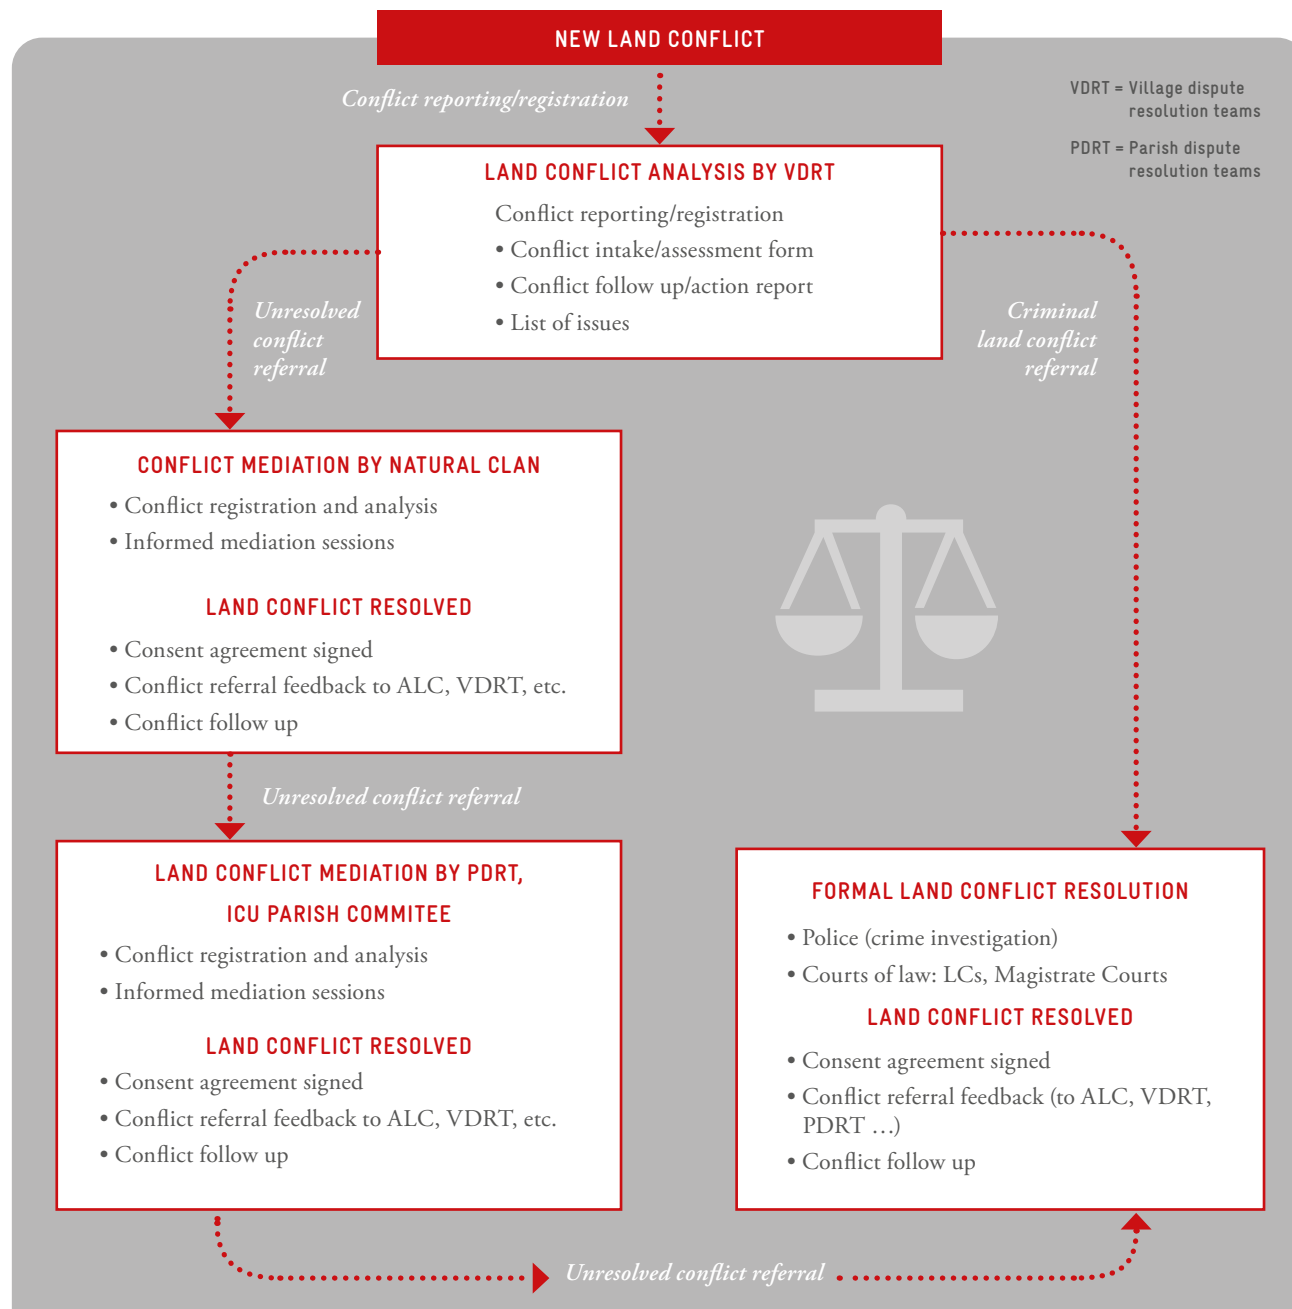 NEW LAND CONFLICT
Conflict reporting/registration
VDRT = Village dispute
resolution teams
PDRT = Parish dispute
resolution teams
LAND CONFLICT ANALYSIS BY VDRT
Conflict reporting/registration
• Conflict intake/assessment form
• Conflict follow up/action report
• List of issues
Unresolved
conflict
referral
Criminal
land conflict
referral
CONFLICT MEDIATION BY NATURAL CLAN
• Conflict registration and analysis
• Informed mediation sessions
LAND CONFLICT RESOLVED
• Consent agreement signed
• Conflict referral feedback to ALC, VDRT, etc.
• Conflict follow up
Unresolved conflict referral
LAND CONFLICT MEDIATION BY PDRT,
ICU PARISH COMMITEE
• Conflict registration and analysis
• Informed mediation sessions
LAND CONFLICT RESOLVED
• Consent agreement signed
• Conflict referral feedback to ALC, VDRT, etc.
• Conflict follow up
FORMAL LAND CONFLICT RESOLUTION
• Police (crime investigation)
• Courts of law: LCs, Magistrate Courts
LAND CONFLICT RESOLVED
• Consent agreement signed
• Conflict referral feedback (to ALC, VDRT,
PDRT …)
• Conflict follow up
Unresolved conflict referral